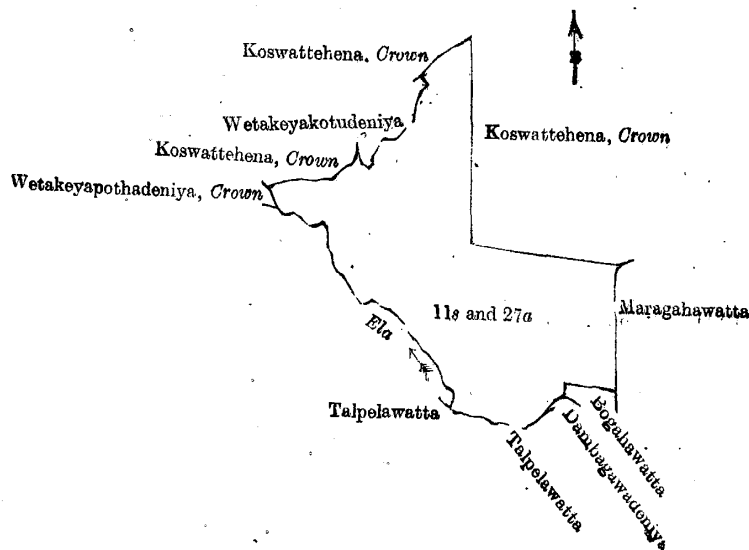 Koswattehena, Crown
Wetakeyakotudeniya
Koswattehena, Crown
Koswattehena, Crown
Wetakeyapothadeniya, Crown
11s and 27a
Maragahawatta
Ela
Talpelawatta
Talpelawatta
Dambagawadeniya
Bogahawatta